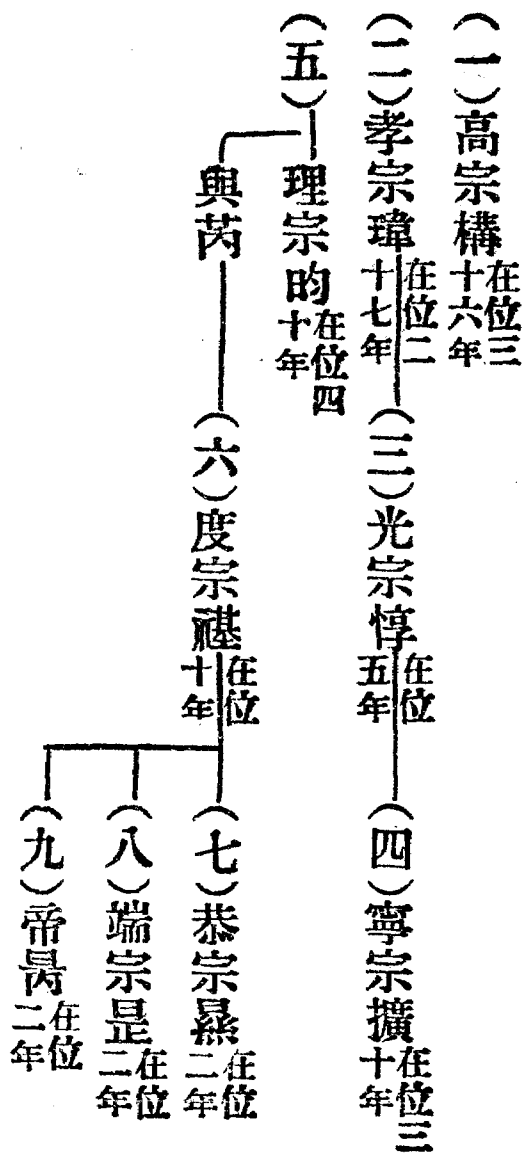 (一)高宗構在位三十六年
(二)孝宗瑋在位二十七年
(三)光宗惇在位五年
(四)寧宗擴在位三十年
(五)理宗昀在位四十年
與芮
(六)度宗禥在位十年
(七)恭宗㬎在位二年
(八)端宗昰在位二年
(九)帝昺在位二年